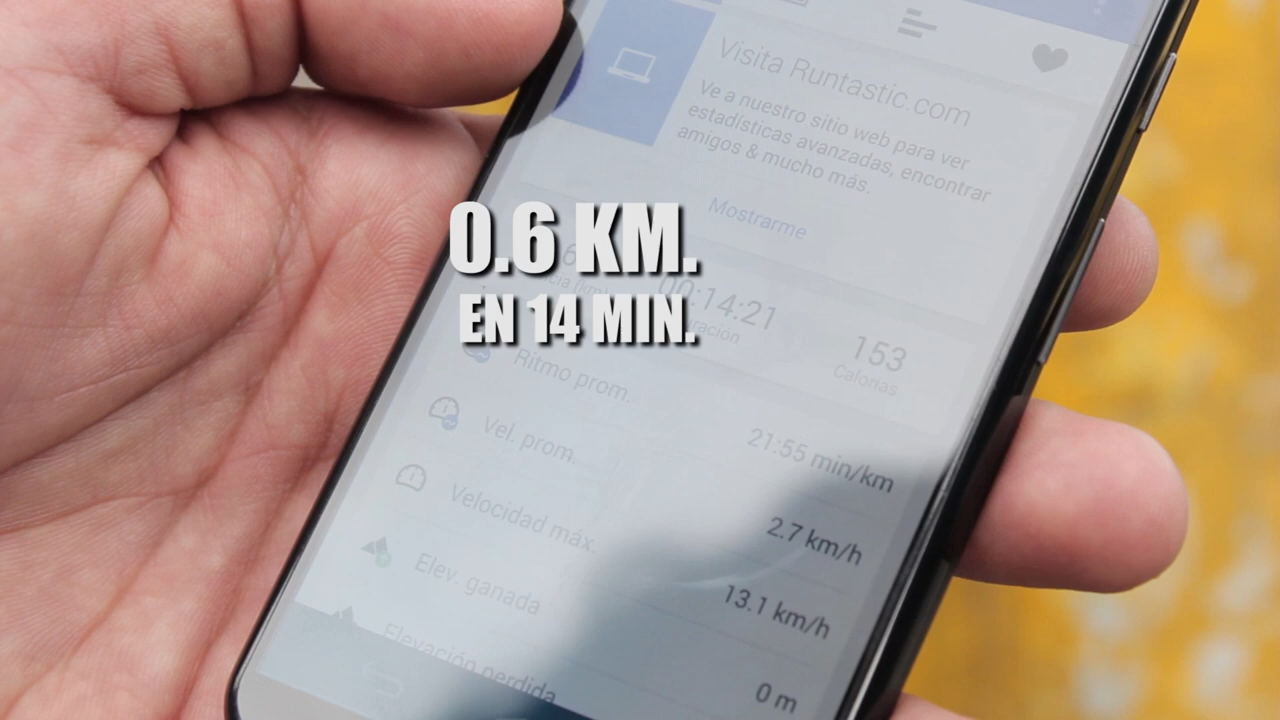 Visita Runtastic.com
Ve a nuestro sitio web para ver
estadísticas avanzadas, encontrar
amigos & mucho más.
Mostrarme
0.6 KM.
EN 14 MIN.
00:14:21
153
Calorías
Ritmo prom.
21:55 min/km
Vel. prom.
2.7 km/h
Velocidad máx.
13.1 km/h
Elev. ganada
0 m
Elevación perdida